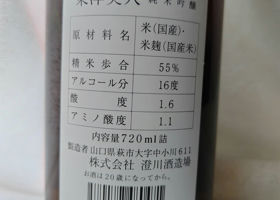 東洋美人 純米吟醸
原材料名 米(国産)・
米麹(国産米)
精米歩合 55%
アルコール分 16度
酸度 1.6
アミノ酸度 1.1
内容量720ml詰
製造者 山口県萩市大字中小川611
株式会社 澄川酒造場
お酒は20歳になってから。